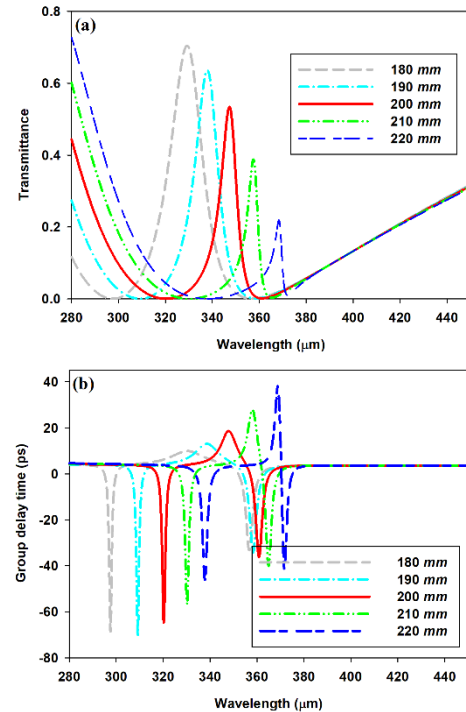 (a)
0.8
0.6
0.4
0.2
0.0
Transmittance
180 mm
190 mm
200 mm
210 mm
220 mm
280 300 320 340 360 380 400 420 440
Wavelength (μm)
(b)
40
20
0
-20
-40
-60
-80
Group delay time (ps)
180 mm
190 mm
200 mm
210 mm
220 mm
280 300 320 340 360 380 400 420 440
Wavelength (μm)